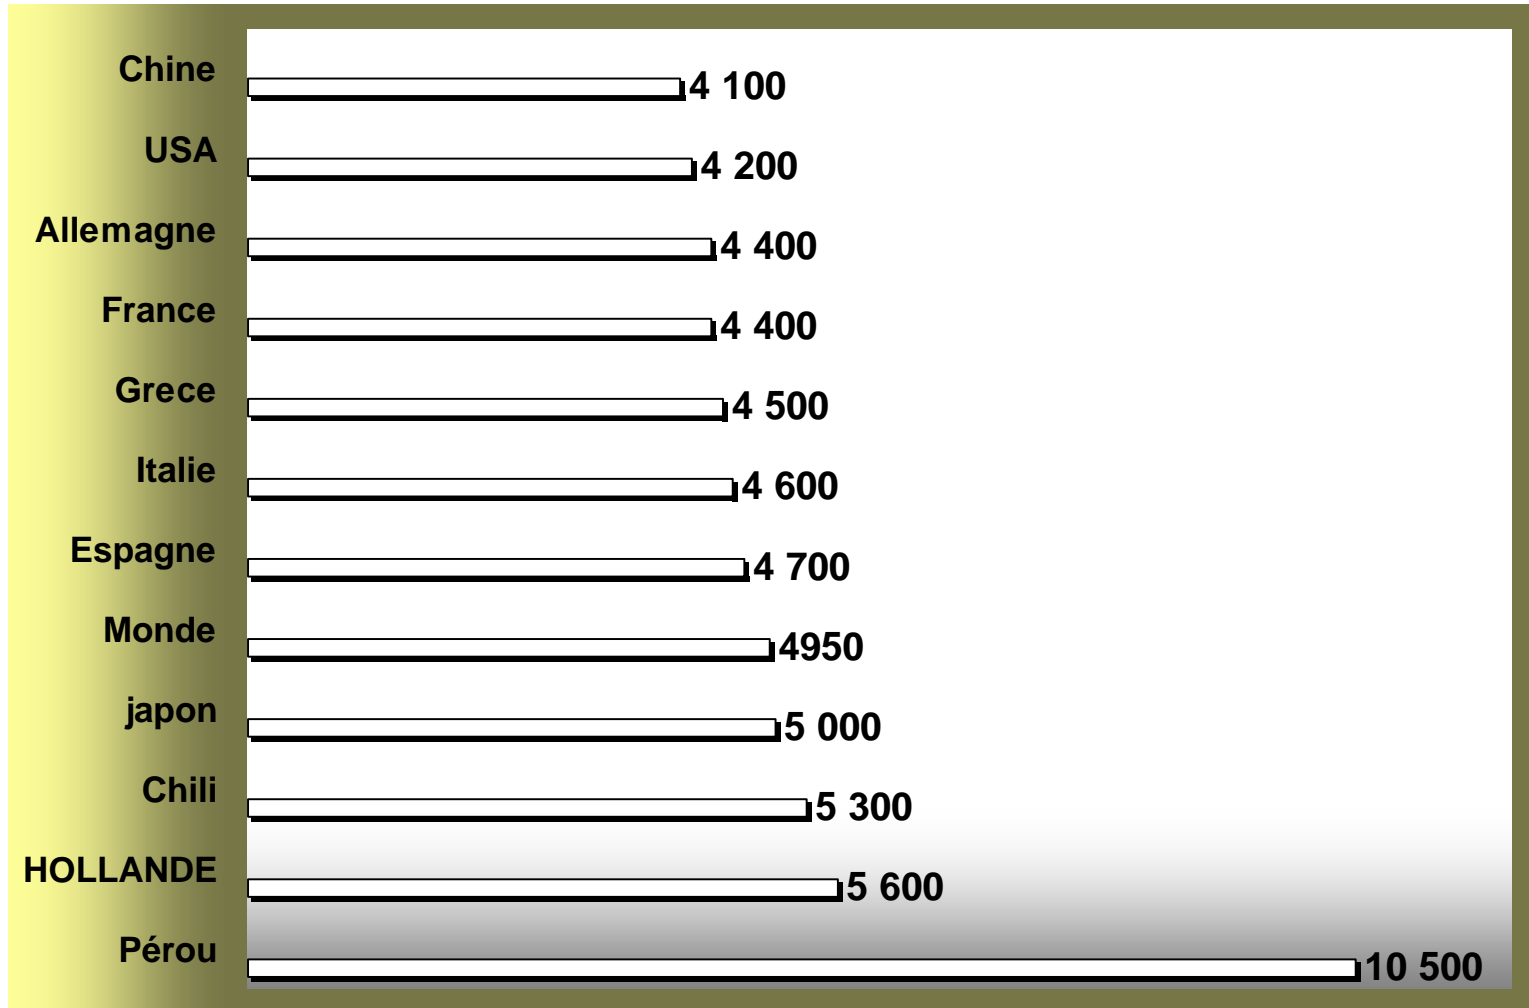 Chine 4 100
USA 4 200
Allemagne 4 400
France 4 400
Grece 4 500
Italie 4 600
Espagne 4 700
Monde 4950
japon 5 000
Chili 5 300
HOLLANDE 5 600
Pérou 10 500